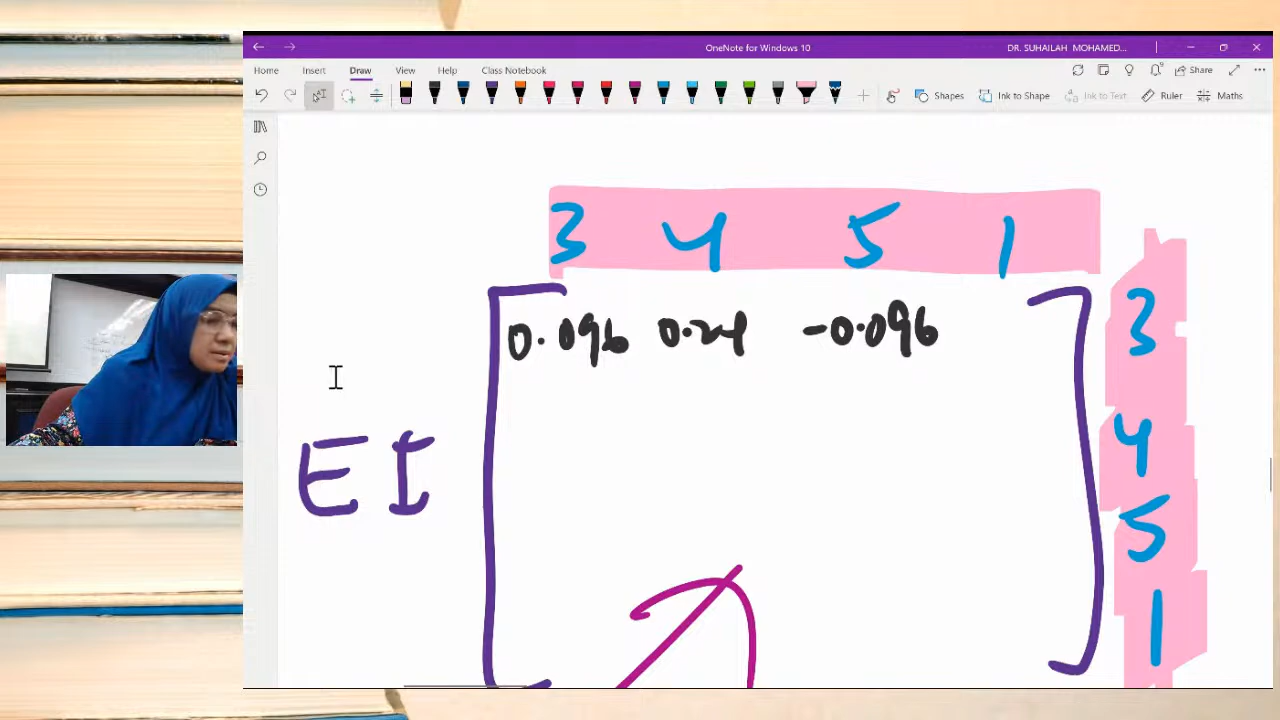 OneNote for Windows 10
DR. SUHAILAH MOHAMED...
Home Insert Draw View Help Class Notebook
Share
Shapes Ink to Shape Ink to Text Ruler Maths
3 4 5 1
0.096 0.24 -0.096
3
4
EI
5
1